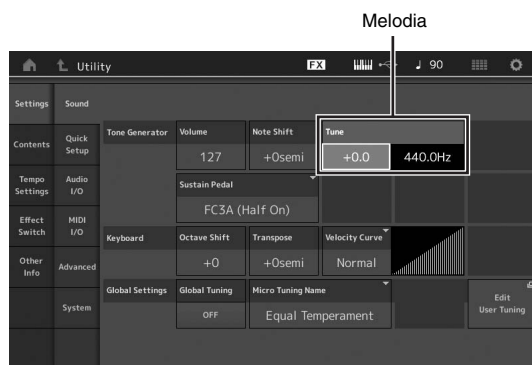 Melodia
Utility
FX
90
Settings
Sound
Contents
Quick
Setup
Tone Generator
Volume
Note Shift
Tune
127
+0semi
+0.0
440.0Hz
Tempo
Settings
Audio
I/O
Sustain Pedal
FC3A (Half On)
Effect
Switch
MIDI
I/O
Keyboard
Octave Shift
Transpose
Velocity Curve
+0
+0semi
Normal
Other
Info
Advanced
Global Settings
Global Tuning
Micro Tuning Name
OFF
Equal Temperament
Edit
User Tuning
System